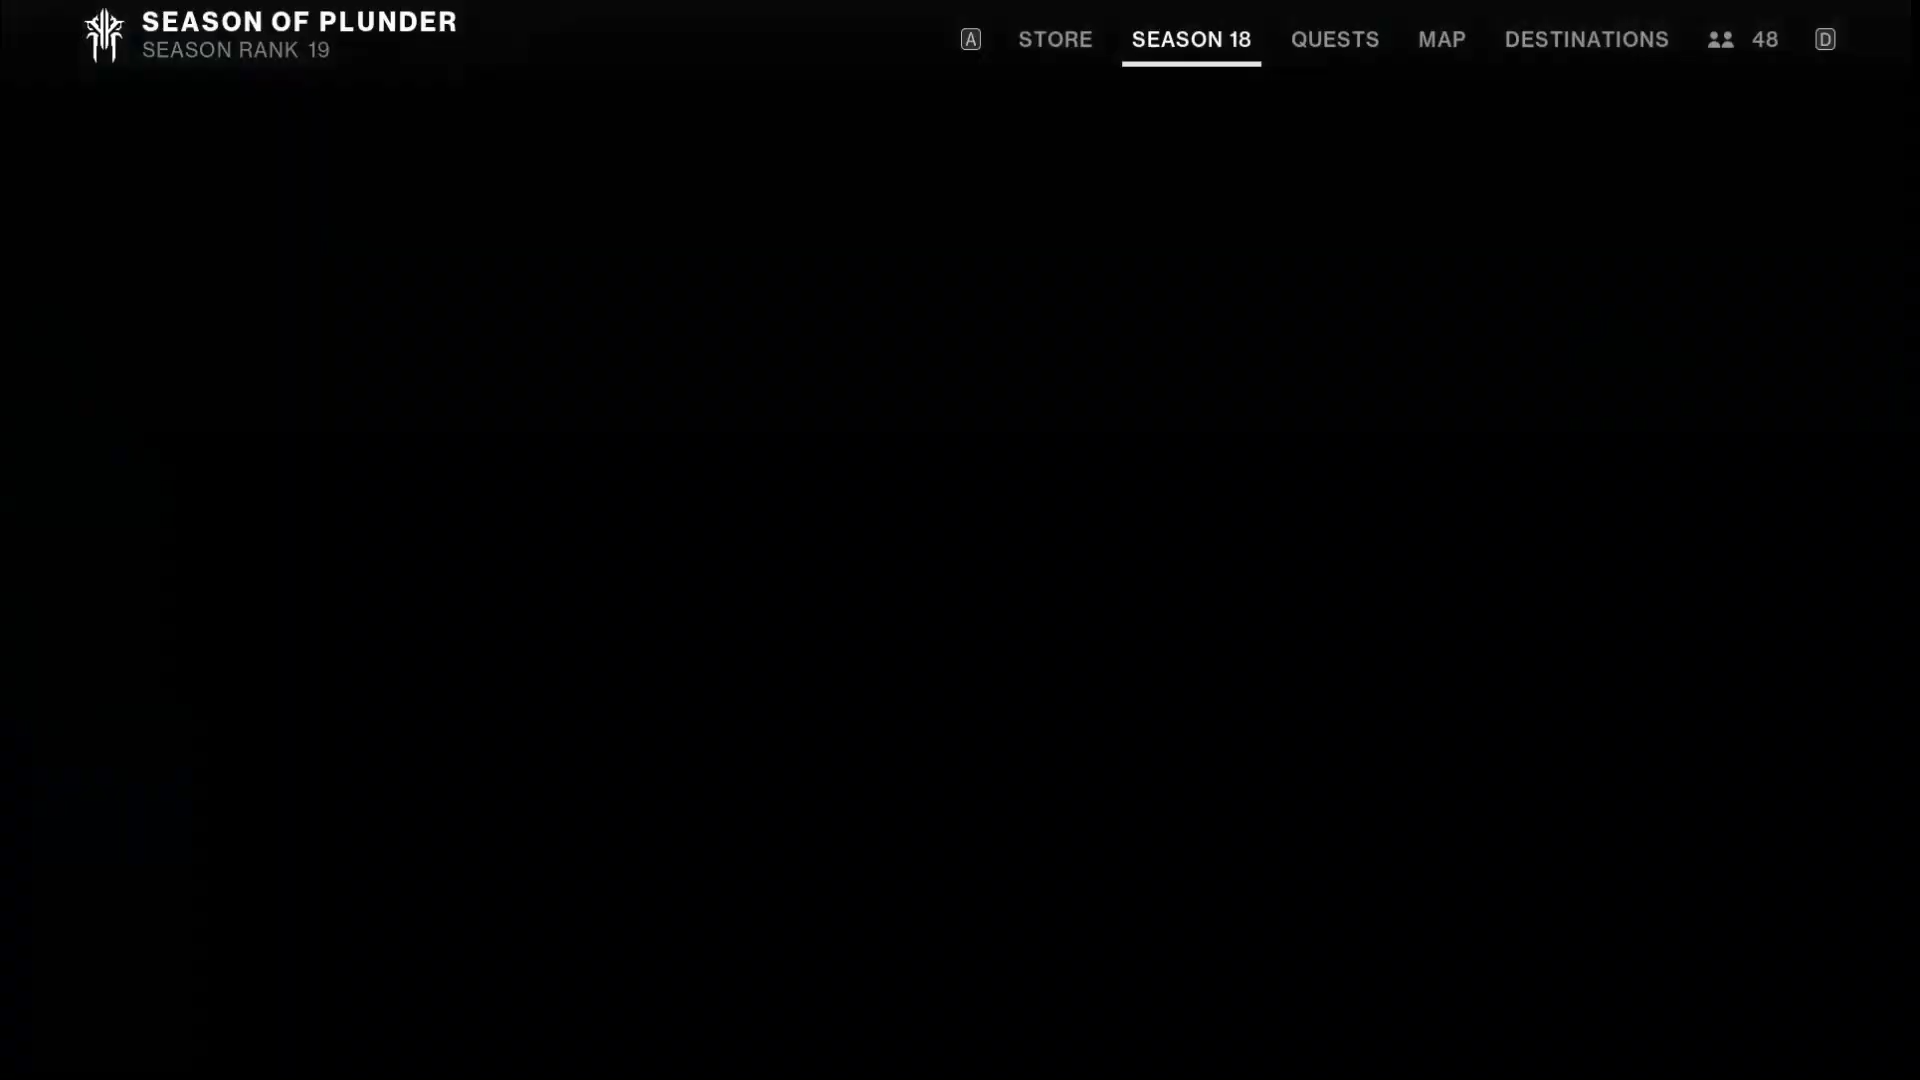 SEASON OF PLUNDER
SEASON RANK 19
A STORE SEASON 18 QUESTS MAP DESTINATIONS 48 D